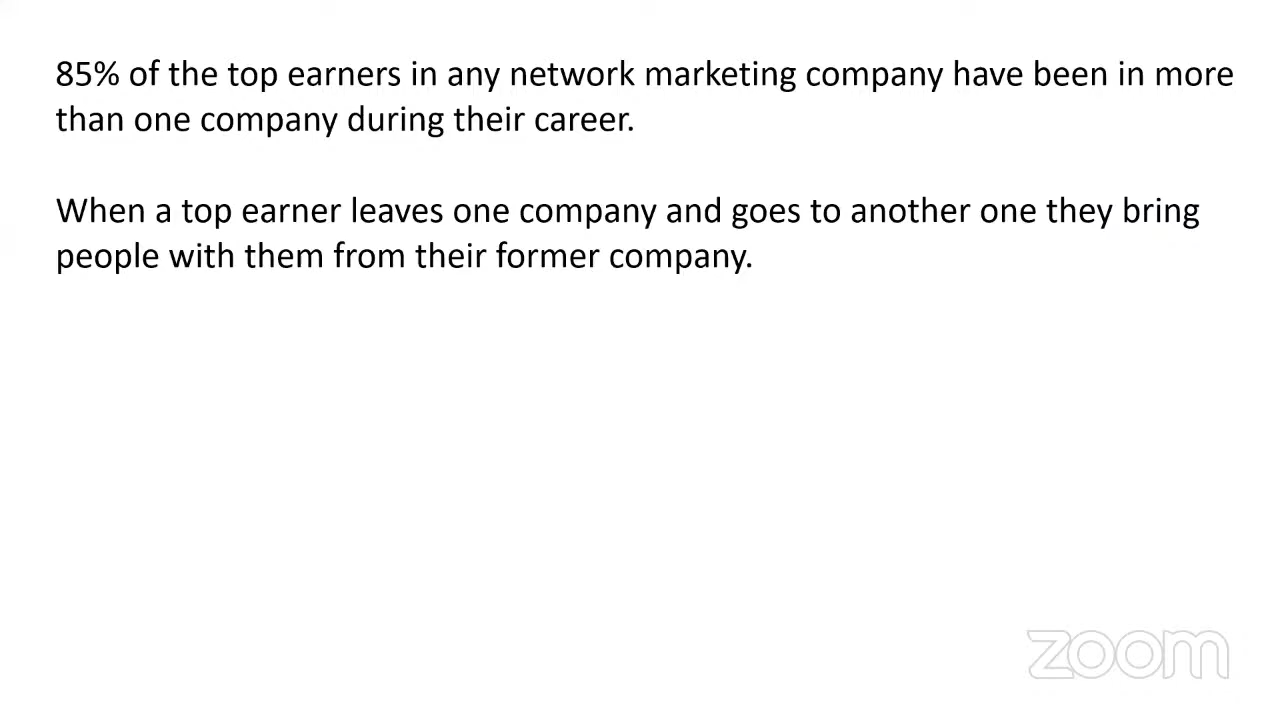 85% of the top earners in any network marketing company have been in more
than one company during their career.
When a top earner leaves one company and goes to another one they bring
people with them from their former company.
zoom